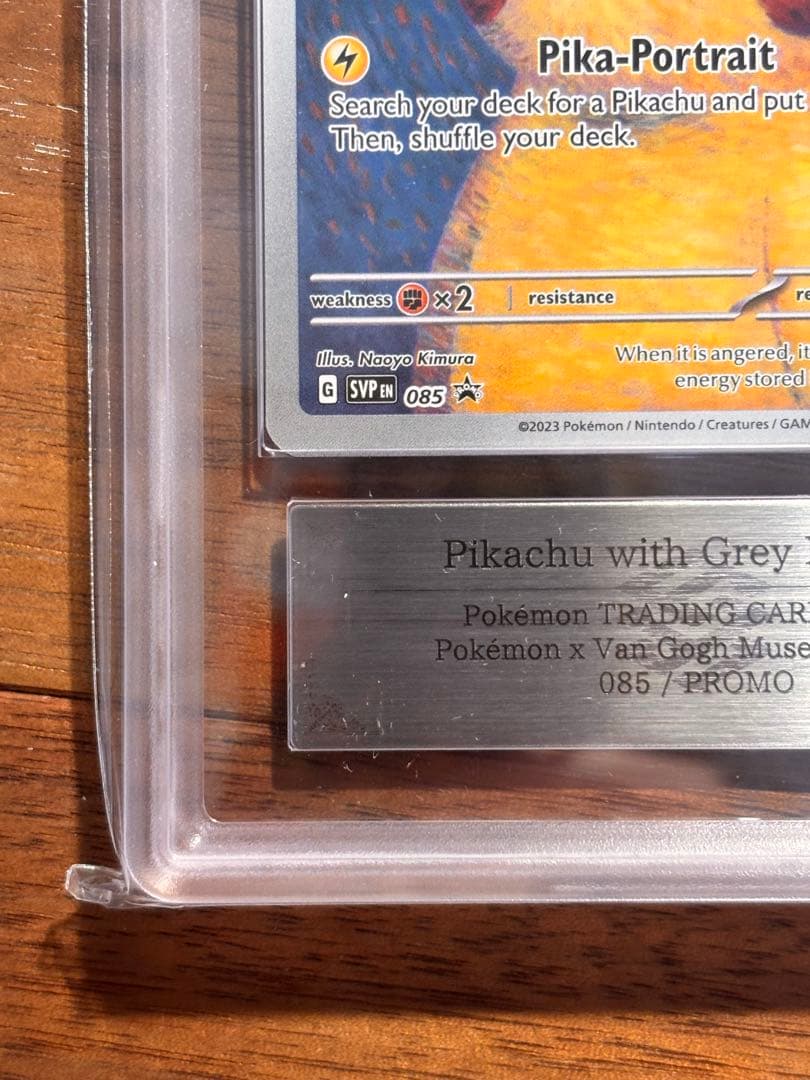 Pika-Portrait
Search your deck for a Pikachu and put
Then, shuffle your deck.
weakness ×2 resistance re
Illus. Naoyo Kimura
When it is angered, it
G SVP EN 085
energy stored
©2023 Pokémon / Nintendo / Creatures / GAM
Pikachu with Grey
Pokémon TRADING CAR
Pokémon x Van Gogh Muse
085 / PROMO